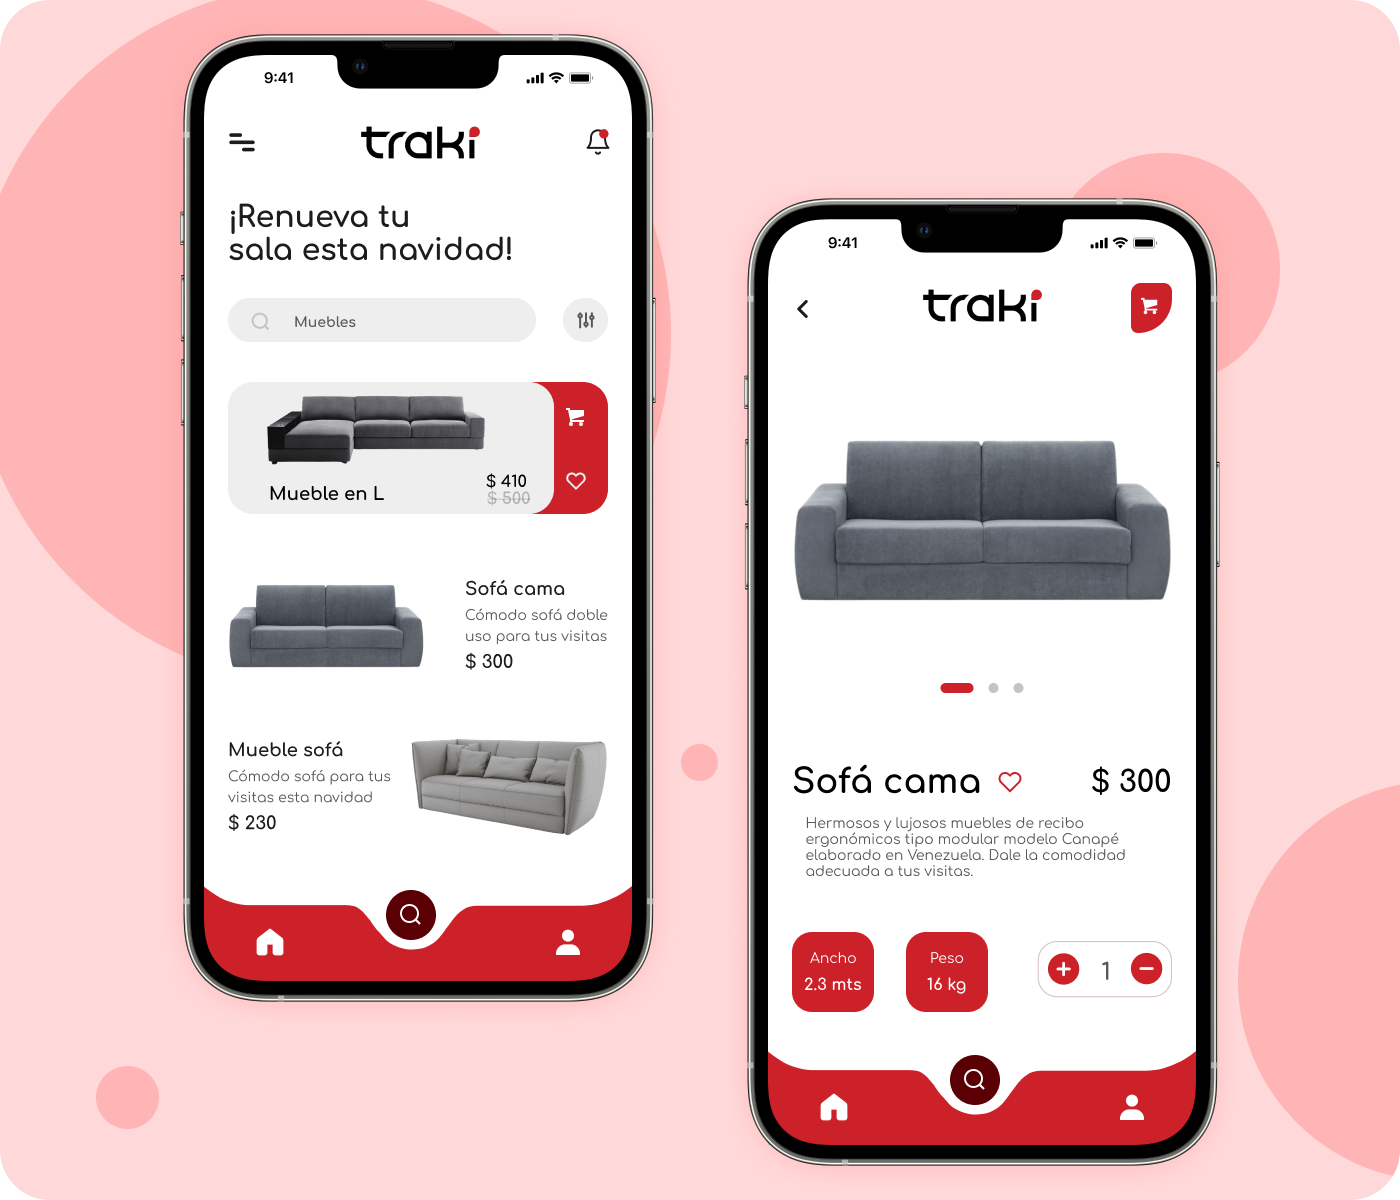 9:41
traki
¡Renueva tu
sala esta navidad!
Muebles
$ 410
$ 500
Mueble en L
Sofá cama
Cómodo sofá doble
uso para tus visitas
$ 300
Mueble sofá
Cómodo sofá para tus
visitas esta navidad
$ 230
9:41
traki
Sofá cama
$ 300
Hermosos y lujosos muebles de recibo
ergonómicos tipo modular modelo Canapé
elaborado en Venezuela. Dale la comodidad
adecuada a tus visitas.
Ancho
2.3 mts
Peso
16 kg
1